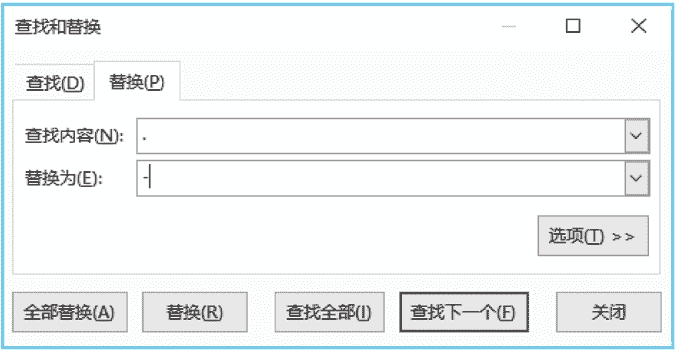 查找和替换
查找(D) 替换(P)
查找内容(N): .
替换为(E): -
选项(T) >>
全部替换(A) 替换(R) 查找全部(I) 查找下一个(F) 关闭